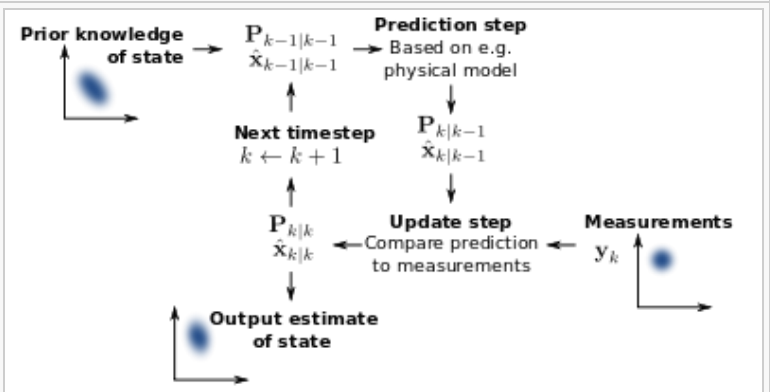 Prior knowledge
of state
P_{k−1|k−1}
x̂_{k−1|k−1}
Prediction step
Based on e.g.
physical model
P_{k|k−1}
x̂_{k|k−1}
Next timestep
k ← k + 1
P_{k|k}
x̂_{k|k}
Update step
Compare prediction
to measurements
Measurements
y_k
Output estimate
of state